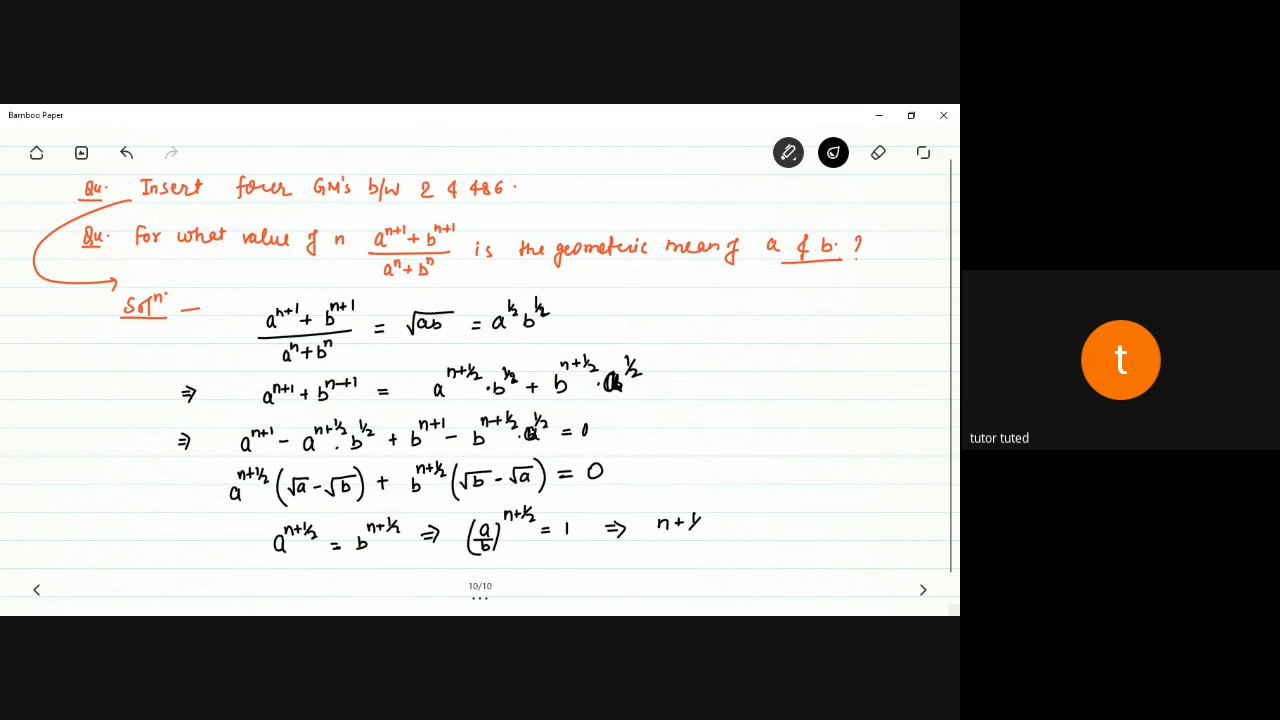 Bamboo Paper
Qu. Insert four GM's b/w 2 & 486.
Qu. For what value of n (a^{n+1} + b^{n+1})/(a^n + b^n) is the geometeric mean of a & b. ?
Solⁿ. — (a^{n+1} + b^{n+1})/(a^n + b^n) = √ab = a^{1/2} b^{1/2}
⇒ a^{n+1} + b^{n+1} = a^{n+1/2} · b^{1/2} + b^{n+1/2} · a^{1/2}
⇒ a^{n+1} - a^{n+1/2} · b^{1/2} + b^{n+1} - b^{n+1/2} · a^{1/2} = 0
a^{n+1/2} (√a - √b) + b^{n+1/2} (√b - √a) = 0
a^{n+1/2} = b^{n+1/2} ⇒ (a/b)^{n+1/2} = 1 ⇒ n + 1/
10/10
t
tutor tuted